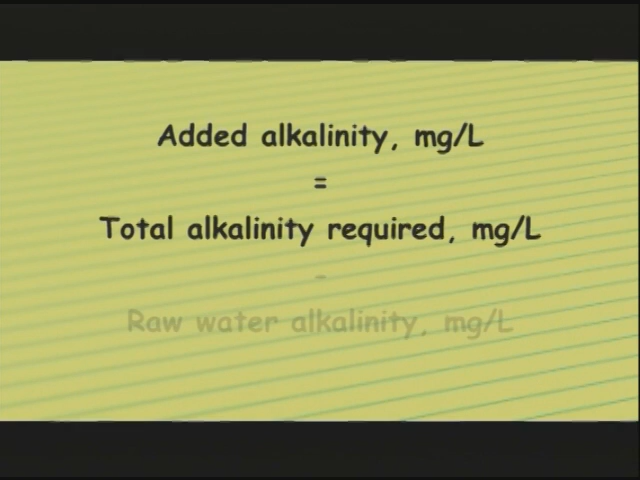 Added alkalinity, mg/L
=
Total alkalinity required, mg/L
-
Raw water alkalinity, mg/L